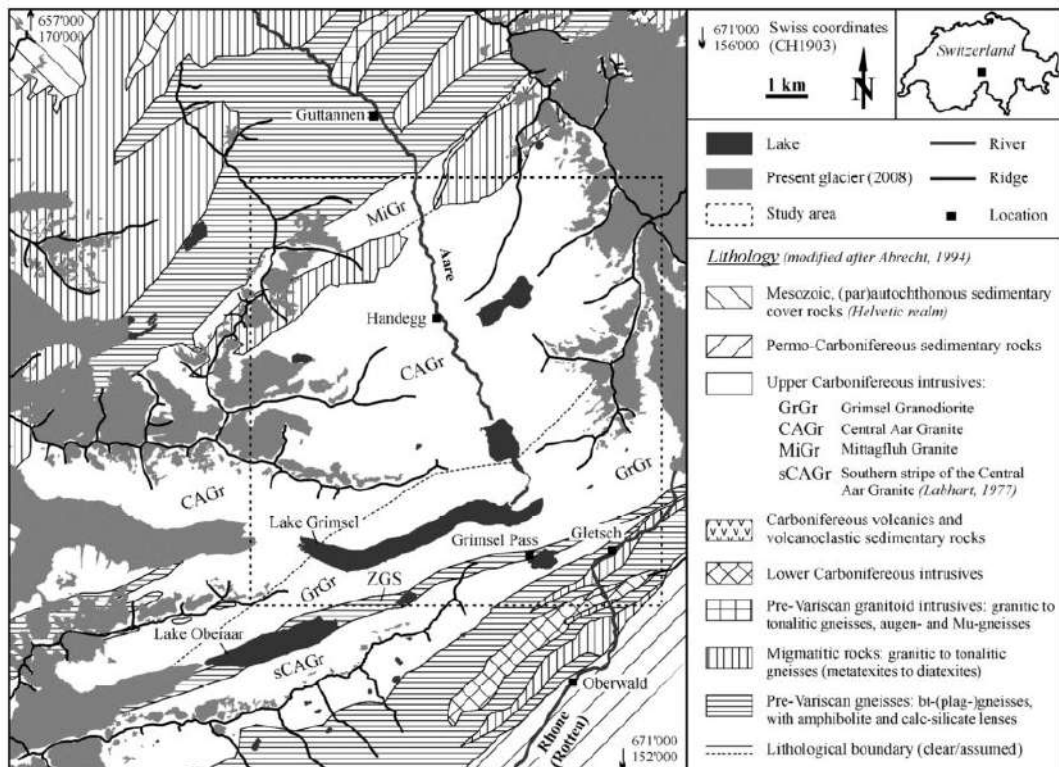 657'000
170'000
Guttannen
MiGr
Aare
Handegg
CAGr
CAGr
GrGr
Lake Grimsel
Grimsel Pass
Gletsch
GrGr
ZGS
Lake Oberaar
sCAGr
Oberwald
Rhone
(Rotten)
671'000
152'000
671'000
156'000
Swiss coordinates
(CH1903)
1 km
N
Switzerland
Lake
Present glacier (2008)
Study area
River
Ridge
Location
Lithology (modified after Abrecht, 1994)
Mesozoic, (par)autochthonous sedimentary
cover rocks (Helvetic realm)
Permo-Carbonifereous sedimentary rocks
Upper Carbonifereous intrusives:
GrGr Grimsel Granodiorite
CAGr Central Aar Granite
MiGr Mittagfluh Granite
sCAGr Southern stripe of the Central
Aar Granite (Labhart, 1977)
Carbonifereous volcanics and
volcanoclastic sedimentary
rocks
Lower Carbonifereous intrusives
Pre-Variscan granitoid intrusives: granitic to
tonalitic gneisses, augen- and Mu-gneisses
Migmatitic rocks: granitic to tonalitic
gneisses (metatexites to diatexites)
Pre-Variscan gneisses: bt-(plag-)gneisses,
with amphibolite and calc-silicate lenses
Lithological boundary (clear/assumed)